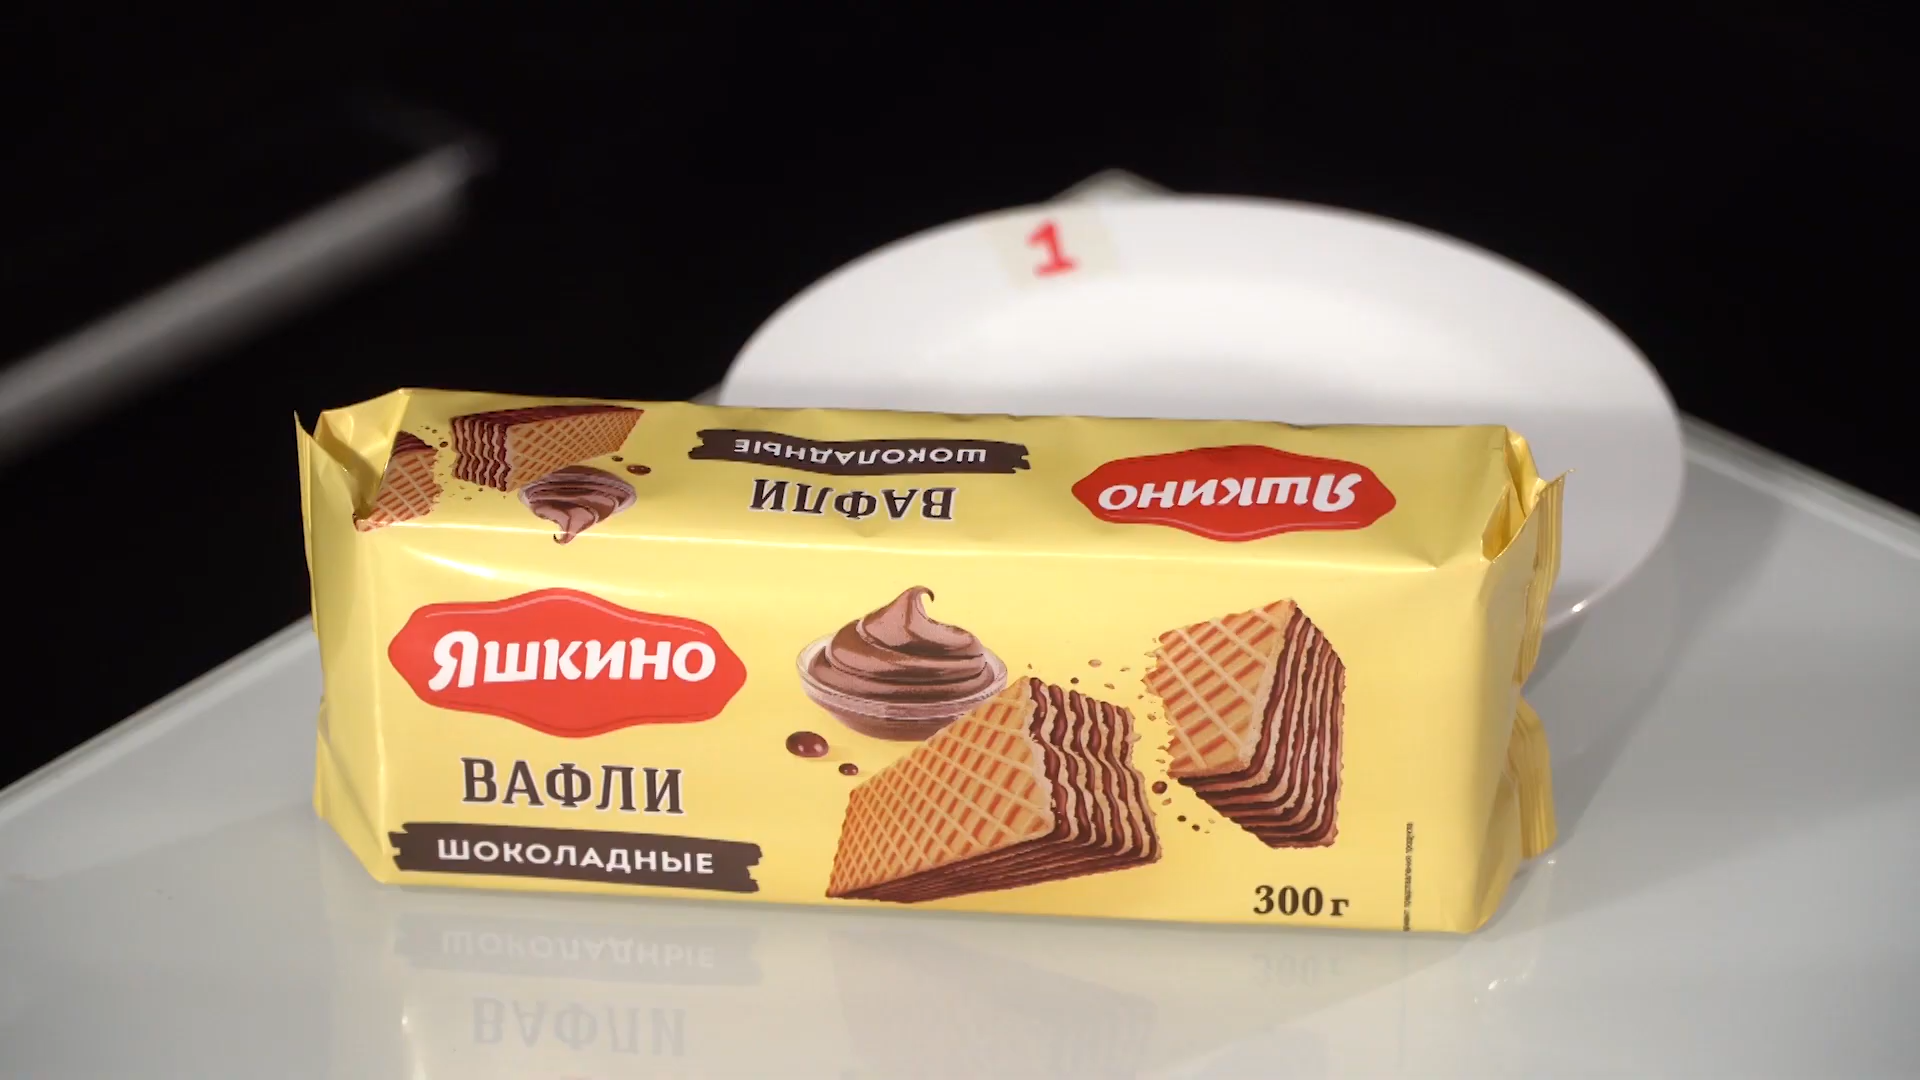 1
ШОКОЛАДНЫЕ
ВАФЛИ
Яшкино
Яшкино
ВАФЛИ
ШОКОЛАДНЫЕ
300 г